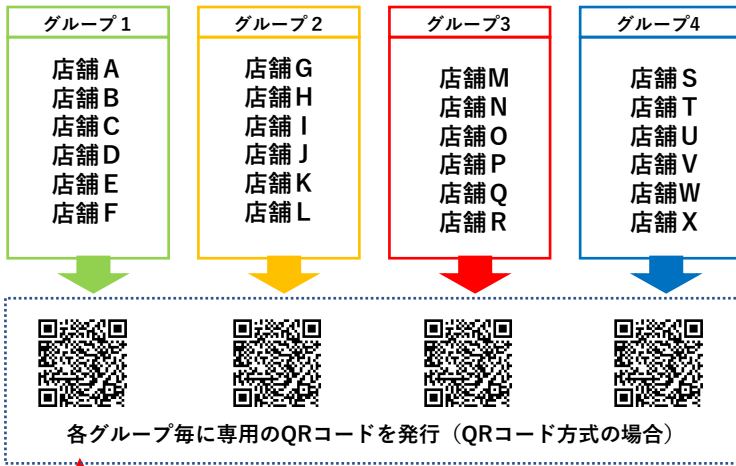 グループ１
店舗A
店舗B
店舗C
店舗D
店舗E
店舗F
グループ２
店舗G
店舗H
店舗I
店舗J
店舗K
店舗L
グループ3
店舗M
店舗N
店舗O
店舗P
店舗Q
店舗R
グループ4
店舗S
店舗T
店舗U
店舗V
店舗W
店舗X
各グループ毎に専用のQRコードを発行（QRコード方式の場合）